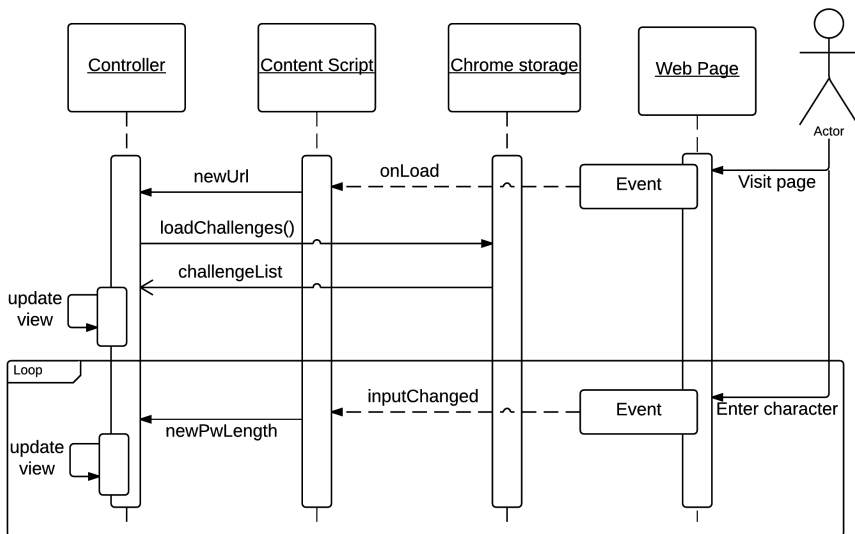 Controller
Content Script
Chrome storage
Web Page
Actor
newUrl
onLoad
Event
Visit page
loadChallenges()
challengeList
update
view
Loop
inputChanged
Event
Enter character
newPwLength
update
view